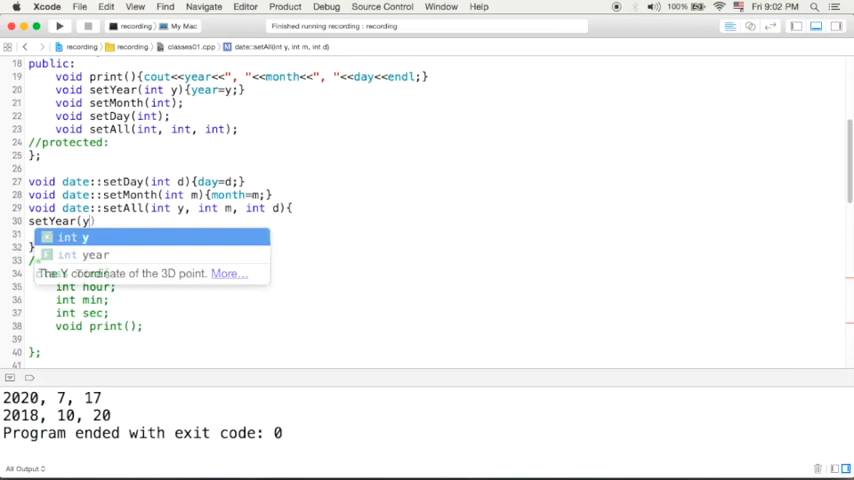 Xcode File Edit View Find Navigate Editor Product Debug Source Control Window Help 100% Fri 9:02 PM
recording My Mac Finished running recording : recording
recording recording classes01.cpp M date::setAll(int y, int m, int d)
18 public:
19 void print(){cout<<year<<", "<<month<<", "<<day<<endl;}
20 void setYear(int y){year=y;}
21 void setMonth(int);
22 void setDay(int);
23 void setAll(int, int, int);
24 //protected:
25 };
26
27 void date::setDay(int d){day=d;}
28 void date::setMonth(int m){month=m;}
29 void date::setAll(int y, int m, int d){
30 setYear(y)
31 int y
32 }
int year
33 /*
34 The Y coordinate of the 3D point. More...
35 int hour;
36 int min;
37 int sec;
38 void print();
39
40 };
41
2020, 7, 17
2018, 10, 20
Program ended with exit code: 0
All Output